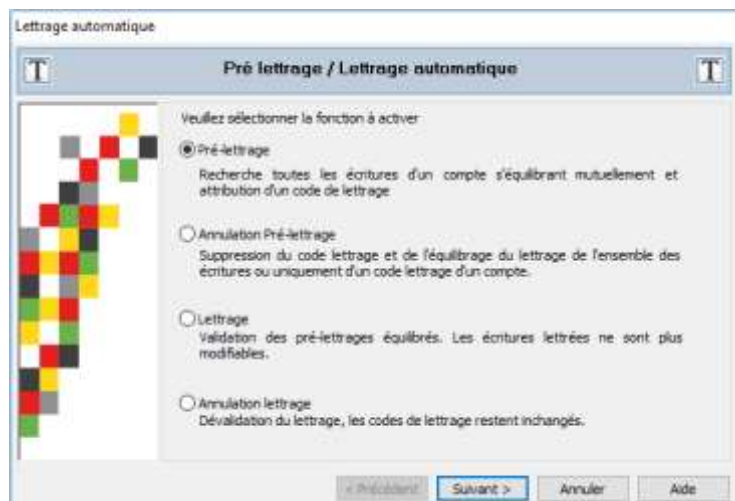 Lettrage automatique
T Pré lettrage / Lettrage automatique T
Veuillez sélectionner la fonction à activer
Pré-lettrage
Recherche toutes les écritures d'un compte s'équilibrant mutuellement et
attribution d'un code de lettrage
Annulation Pré-lettrage
Suppression du code lettrage et de l'équilibrage du lettrage de l'ensemble des
écritures ou uniquement d'un code lettrage d'un compte.
Lettrage
Validation des pré-lettrages équilibrés. Les écritures lettrées ne sont plus
modifiables.
Annulation lettrage
Dévalidation du lettrage, les codes de lettrage restent inchangés.
< Précédent Suivant > Annuler Aide